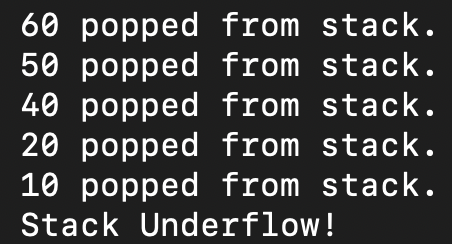 60 popped from stack.
50 popped from stack.
40 popped from stack.
20 popped from stack.
10 popped from stack.
Stack Underflow!